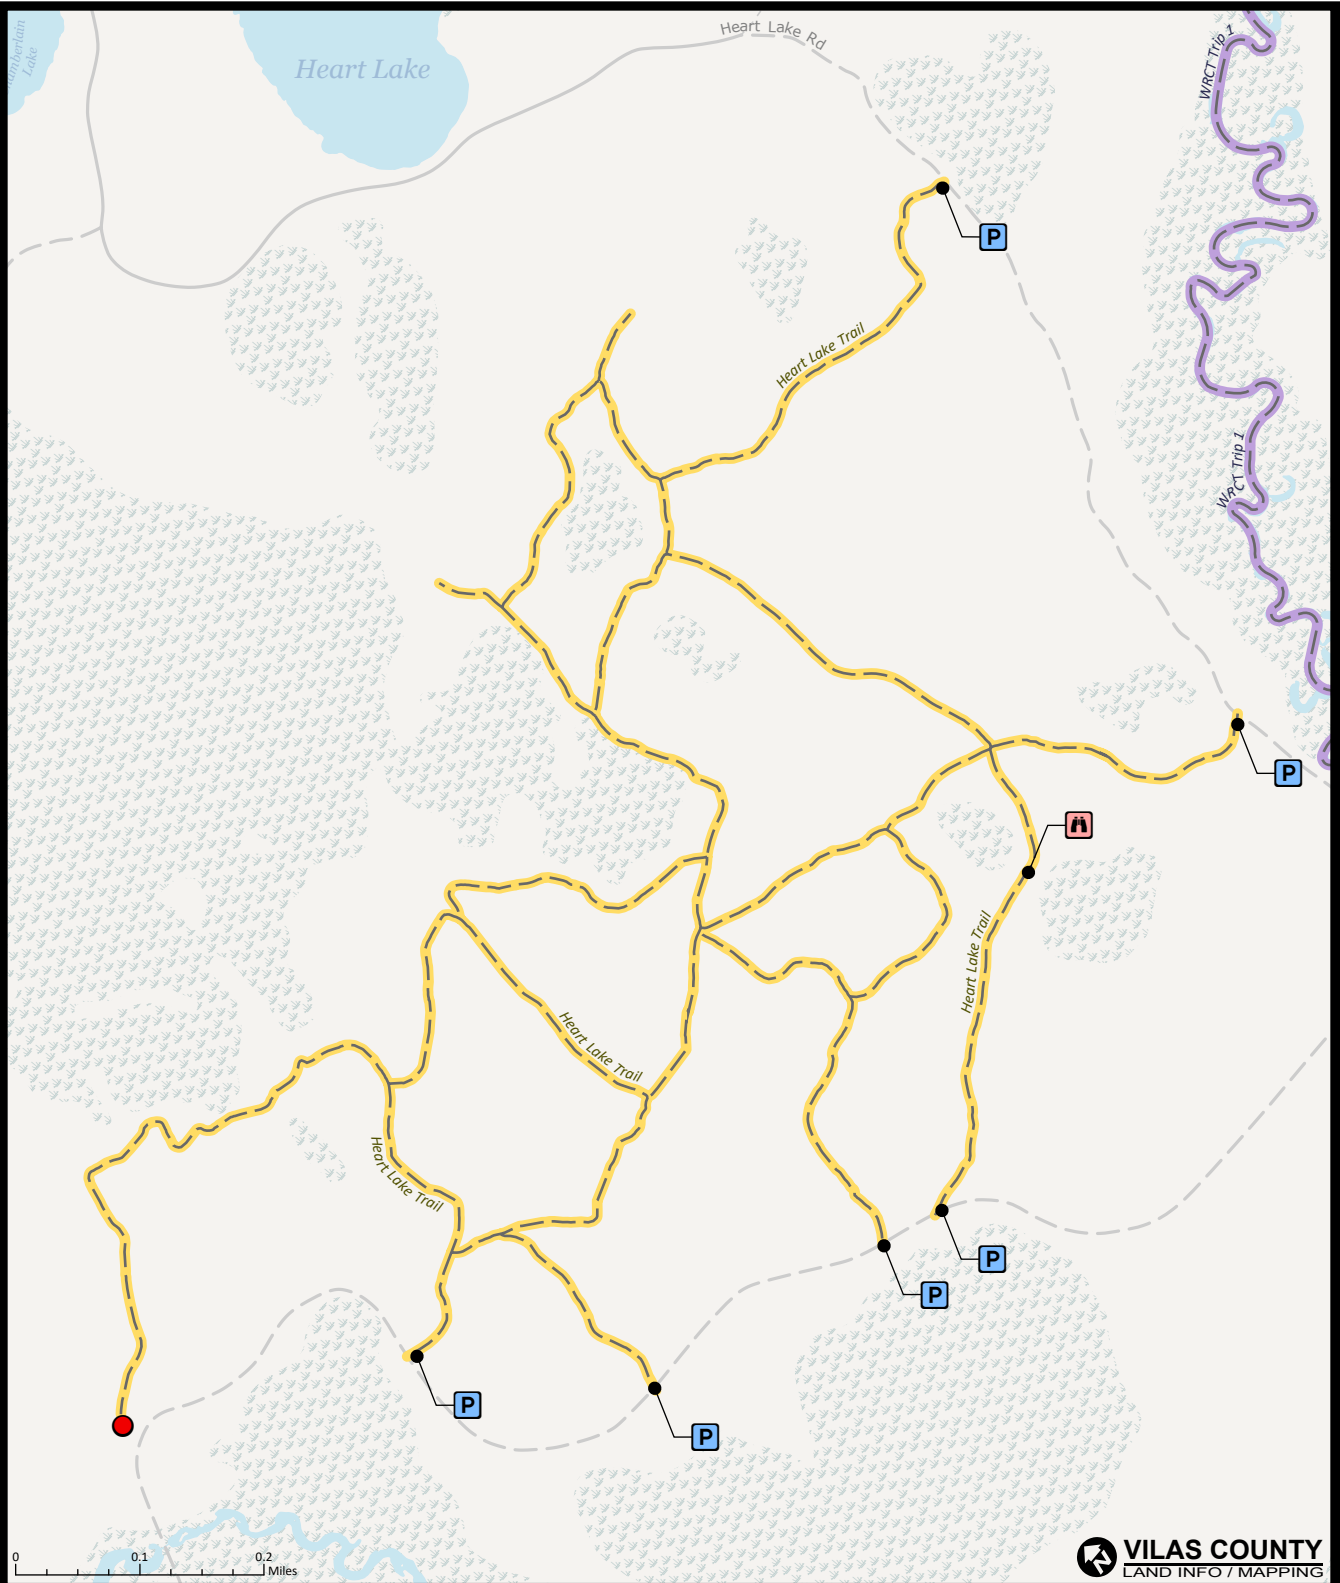 Heart Lake Rd
WRCT Trip 1
Lake
Heart Lake
P
Heart Lake Trail
WRCT Trip 1
P
Heart Lake Trail
Heart Lake Trail
Heart Lake Trail
P
P
P
P
0 0.1 0.2
Miles
VILAS COUNTY
LAND INFO / MAPPING